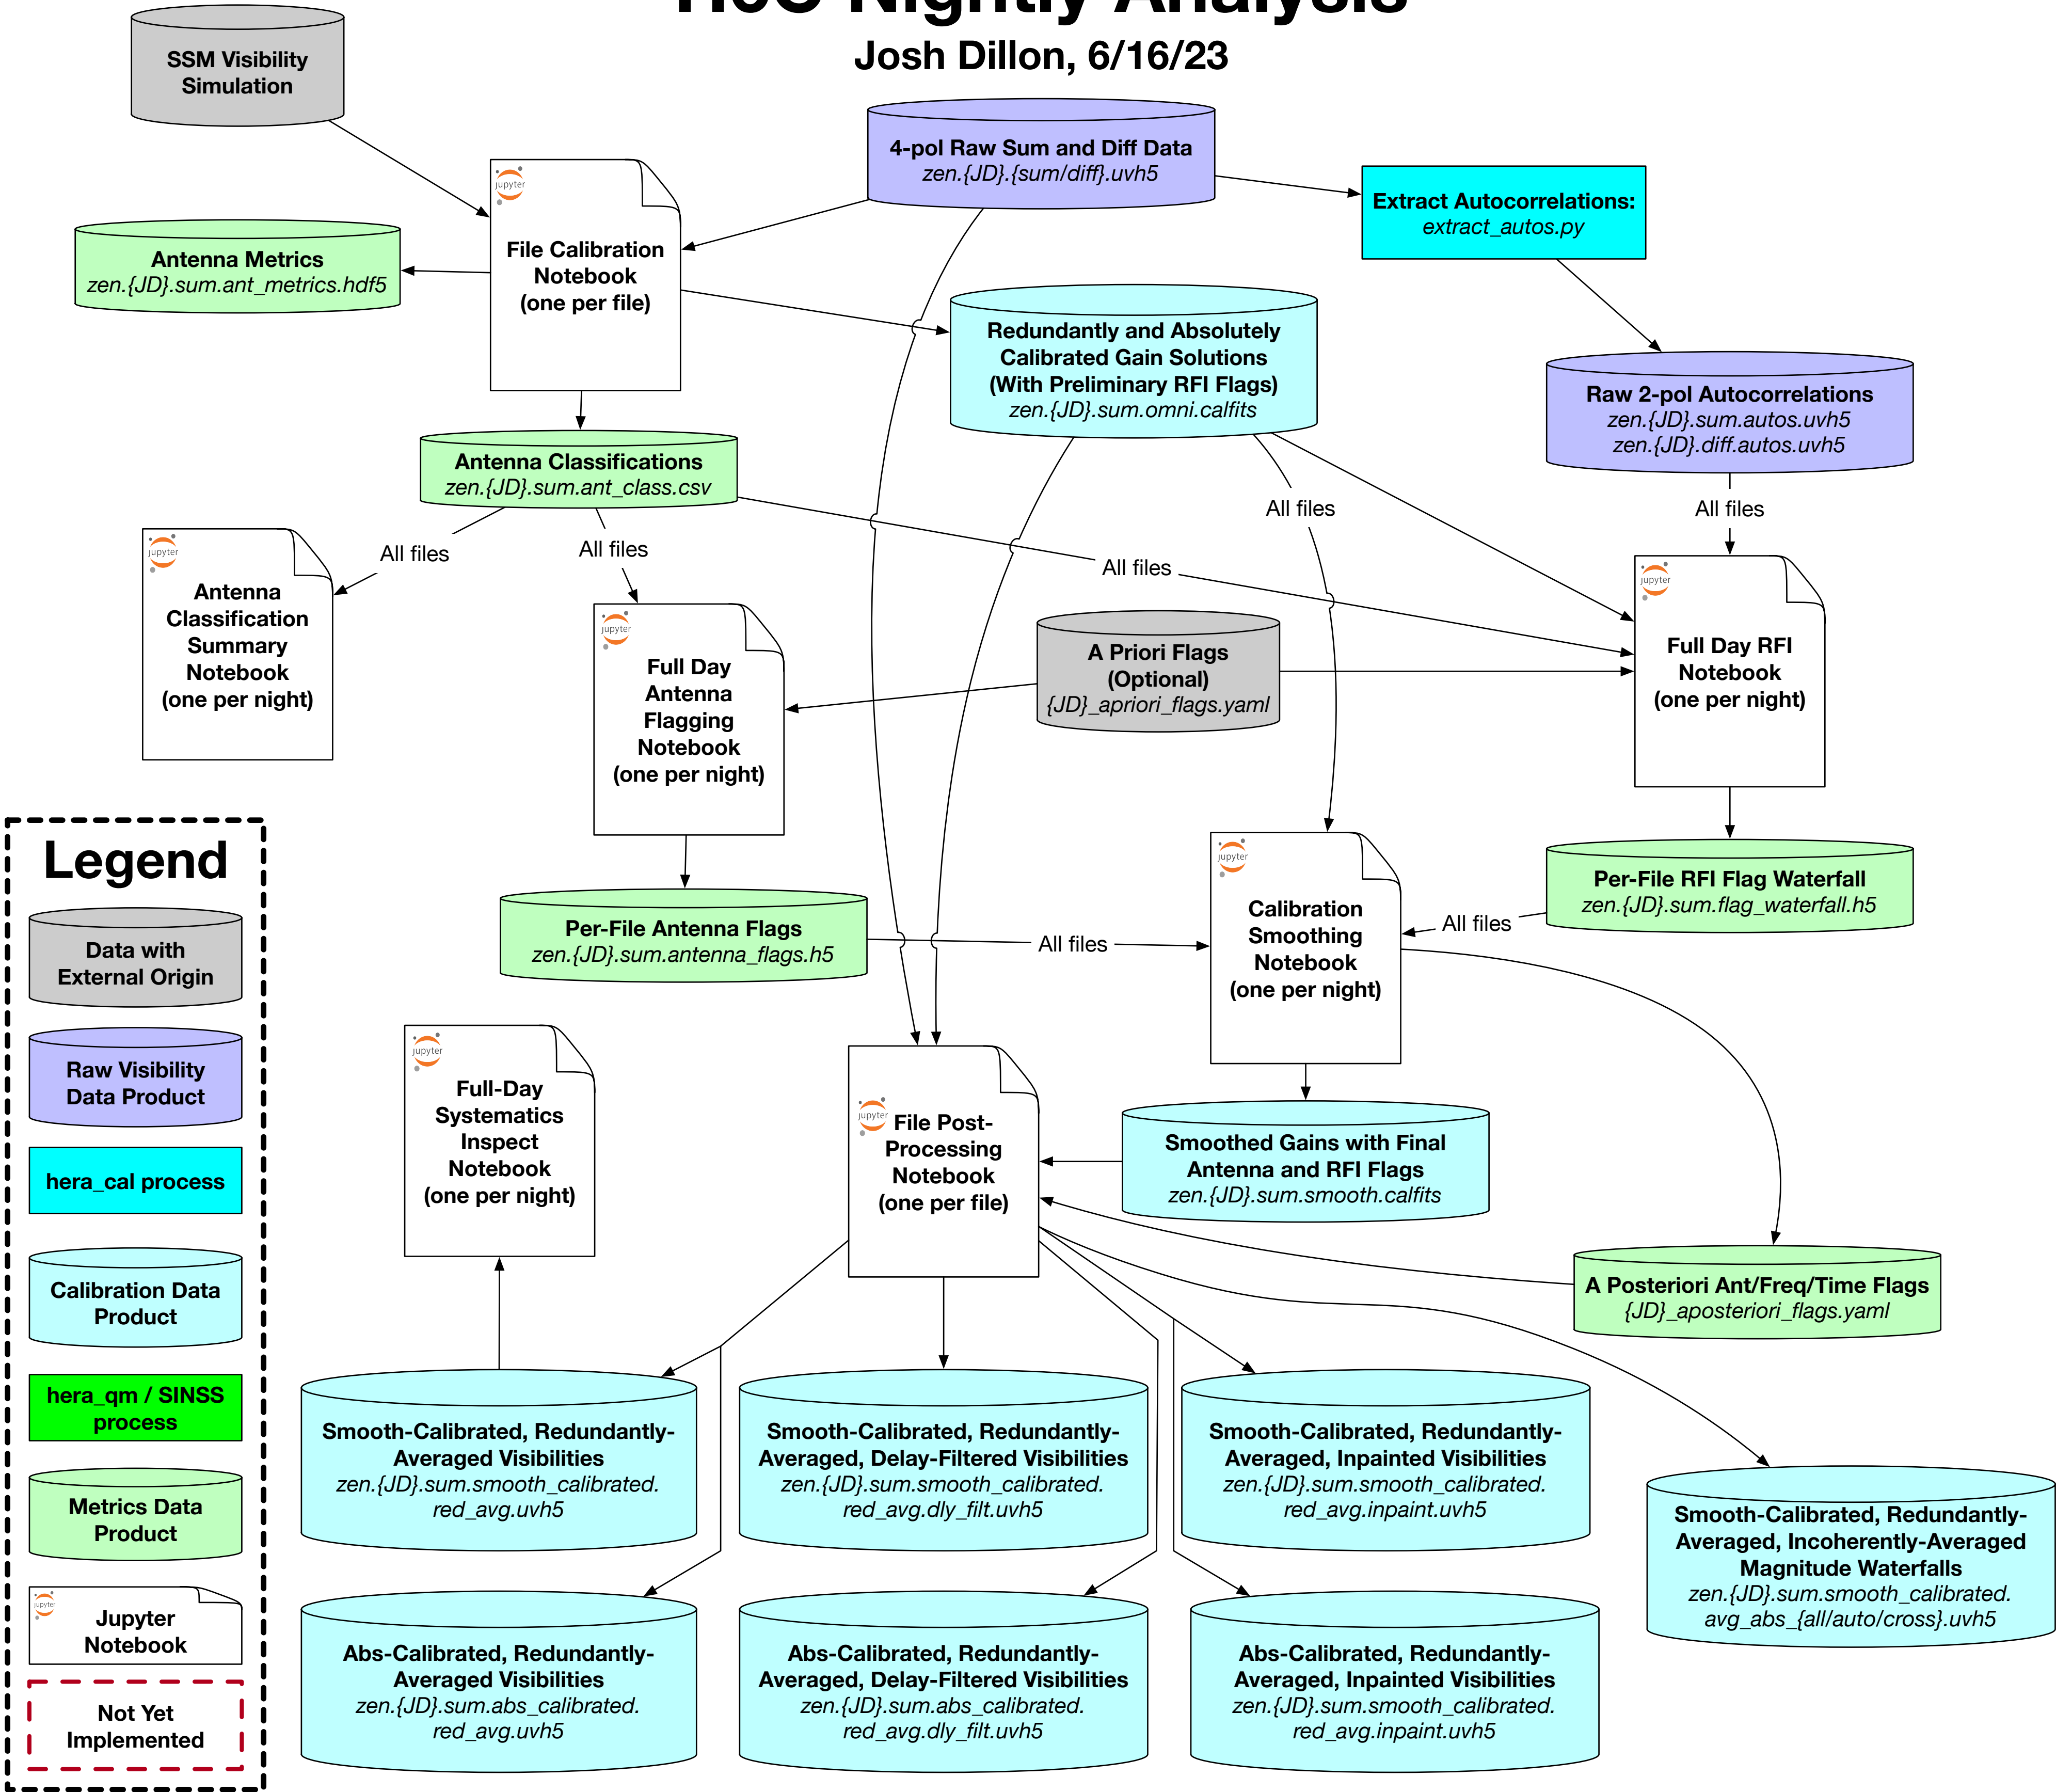 H6C Nightly Analysis
Josh Dillon, 6/16/23
SSM Visibility
Simulation
4-pol Raw Sum and Diff Data
zen.{JD}.{sum/diff}.uvh5
Extract Autocorrelations:
extract_autos.py
jupyter
File Calibration
Notebook
(one per file)
Antenna Metrics
zen.{JD}.sum.ant_metrics.hdf5
Redundantly and Absolutely
Calibrated Gain Solutions
(With Preliminary RFI Flags)
zen.{JD}.sum.omni.calfits
Raw 2-pol Autocorrelations
zen.{JD}.sum.autos.uvh5
zen.{JD}.diff.autos.uvh5
Antenna Classifications
zen.{JD}.sum.ant_class.csv
All files
All files
All files
All files
All files
jupyter
Antenna
Classification
Summary
Notebook
(one per night)
jupyter
Full Day
Antenna
Flagging
Notebook
(one per night)
A Priori Flags
(Optional)
{JD}_apriori_flags.yaml
jupyter
Full Day RFI
Notebook
(one per night)
Per-File Antenna Flags
zen.{JD}.sum.antenna_flags.h5
All files
jupyter
Calibration
Smoothing
Notebook
(one per night)
All files
Per-File RFI Flag Waterfall
zen.{JD}.sum.flag_waterfall.h5
jupyter
Full-Day
Systematics
Inspect
Notebook
(one per night)
jupyter
File Post-
Processing
Notebook
(one per file)
Smoothed Gains with Final
Antenna and RFI Flags
zen.{JD}.sum.smooth.calfits
A Posteriori Ant/Freq/Time Flags
{JD}_aposteriori_flags.yaml
Smooth-Calibrated, Redundantly-
Averaged Visibilities
zen.{JD}.sum.smooth_calibrated.
red_avg.uvh5
Smooth-Calibrated, Redundantly-
Averaged, Delay-Filtered Visibilities
zen.{JD}.sum.smooth_calibrated.
red_avg.dly_filt.uvh5
Smooth-Calibrated, Redundantly-
Averaged, Inpainted Visibilities
zen.{JD}.sum.smooth_calibrated.
red_avg.inpaint.uvh5
Smooth-Calibrated, Redundantly-
Averaged, Incoherently-Averaged
Magnitude Waterfalls
zen.{JD}.sum.smooth_calibrated.
avg_abs_{all/auto/cross}.uvh5
Abs-Calibrated, Redundantly-
Averaged Visibilities
zen.{JD}.sum.abs_calibrated.
red_avg.uvh5
Abs-Calibrated, Redundantly-
Averaged, Delay-Filtered Visibilities
zen.{JD}.sum.abs_calibrated.
red_avg.dly_filt.uvh5
Abs-Calibrated, Redundantly-
Averaged, Inpainted Visibilities
zen.{JD}.sum.smooth_calibrated.
red_avg.inpaint.uvh5
Legend
Data with
External Origin
Raw Visibility
Data Product
hera_cal process
Calibration Data
Product
hera_qm / SINSS
process
Metrics Data
Product
jupyter
Jupyter
Notebook
Not Yet
Implemented